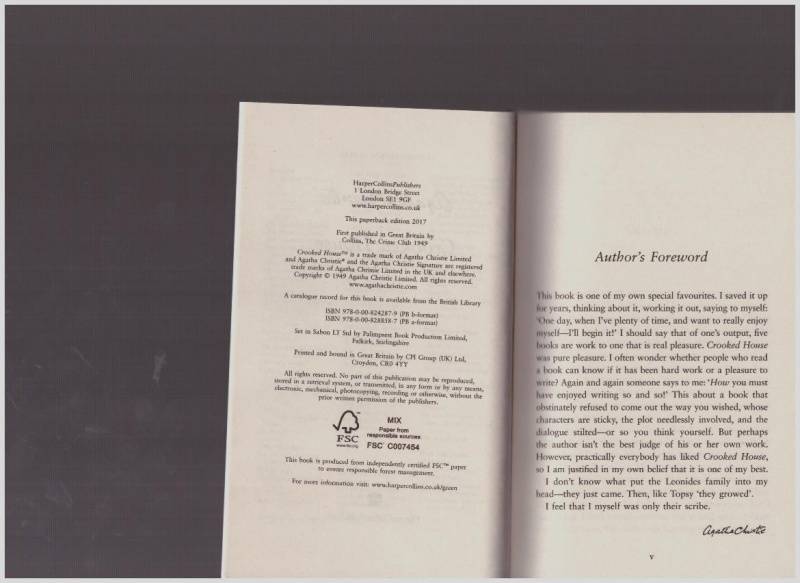 HarperCollinsPublishers
1 London Bridge Street
London SE1 9GF
www.harpercollins.co.uk
This paperback edition 2017
First published in Great Britain by
Collins, The Crime Club 1949
Crooked House™ is a trade mark of Agatha Christie Limited
and Agatha Christie® and the Agatha Christie Signature are registered
trade marks of Agatha Christie Limited in the UK and elsewhere.
Copyright © 1949 Agatha Christie Limited. All rights reserved.
www.agathachristie.com
A catalogue record for this book is available from the British Library
ISBN 978-0-00-824287-9 (PB b-format)
ISBN 978-0-00-828858-7 (PB a-format)
Set in Sabon LT Std by Palimpsest Book Production Limited,
Falkirk, Stirlingshire
Printed and bound in Great Britain by CPI Group (UK) Ltd,
Croydon, CR0 4YY
All rights reserved. No part of this publication may be reproduced,
stored in a retrieval system, or transmitted, in any form or by any means,
electronic, mechanical, photocopying, recording or otherwise, without the
prior written permission of the publishers.
FSC
www.fsc.org
MIX
Paper from
responsible sources
FSC C007454
This book is produced from independently certified FSC™ paper
to ensure responsible forest management.
For more information visit: www.harpercollins.co.uk/green
Author's Foreword
This book is one of my own special favourites. I saved it up
for years, thinking about it, working it out, saying to myself:
'One day, when I've plenty of time, and want to really enjoy
myself—I'll begin it!' I should say that of one's output, five
books are work to one that is real pleasure. Crooked House
was pure pleasure. I often wonder whether people who read
a book can know if it has been hard work or a pleasure to
write? Again and again someone says to me: 'How you must
have enjoyed writing so and so!' This about a book that
obstinately refused to come out the way you wished, whose
characters are sticky, the plot needlessly involved, and the
dialogue stilted—or so you think yourself. But perhaps
the author isn't the best judge of his or her own work.
However, practically everybody has liked Crooked House,
so I am justified in my own belief that it is one of my best.
I don't know what put the Leonides family into my
head—they just came. Then, like Topsy 'they growed'.
I feel that I myself was only their scribe.
Agatha Christie
v